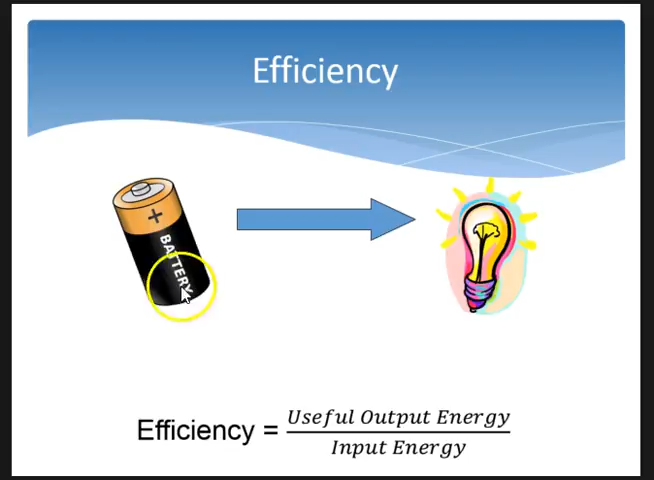 Efficiency
+
BATTERY
Efficiency = Useful Output Energy
Input Energy